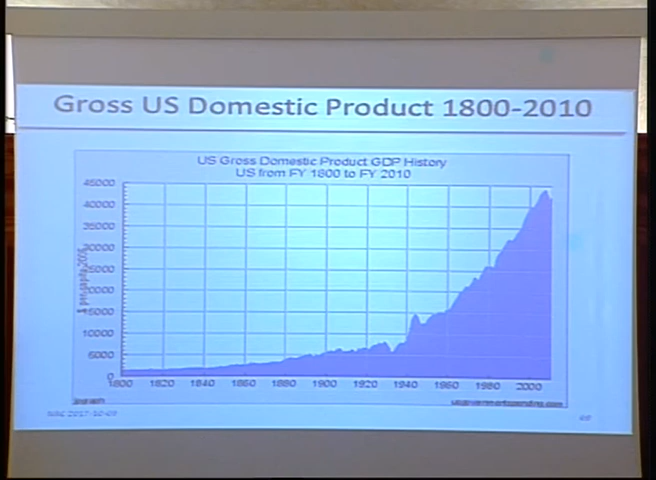 Gross US Domestic Product 1800-2010
US Gross Domestic Product GDP History
US from FY 1800 to FY 2010
45000
40000
35000
30000
25000
20000
15000
10000
5000
0
1800 1820 1840 1860 1880 1900 1920 1940 1960 1980 2000